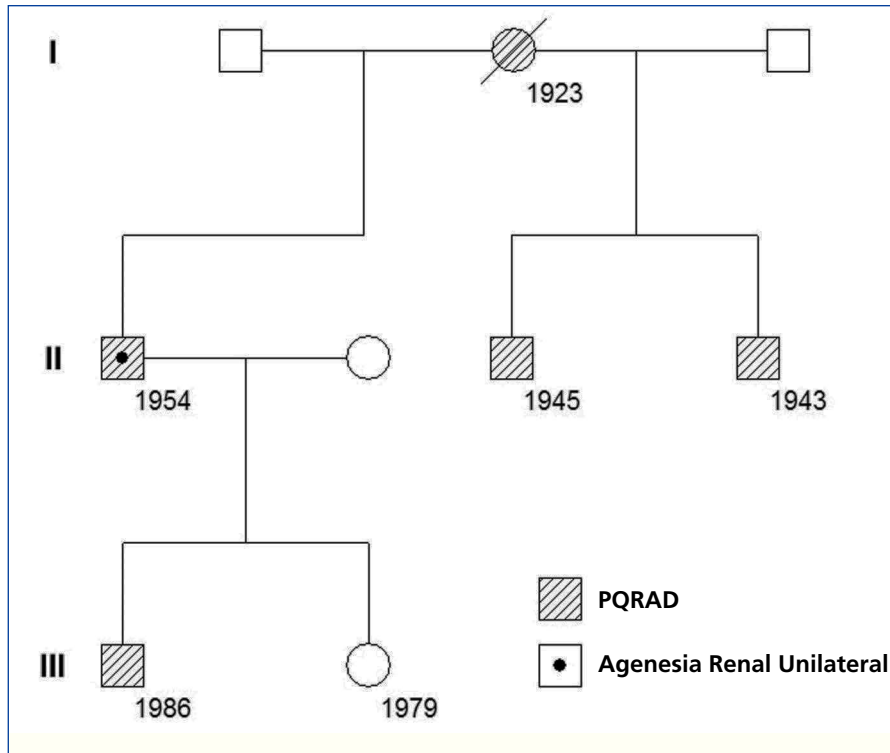 I
1923
II
1954
1945
1943
PQRAD
III
Agenesia Renal Unilateral
1986
1979